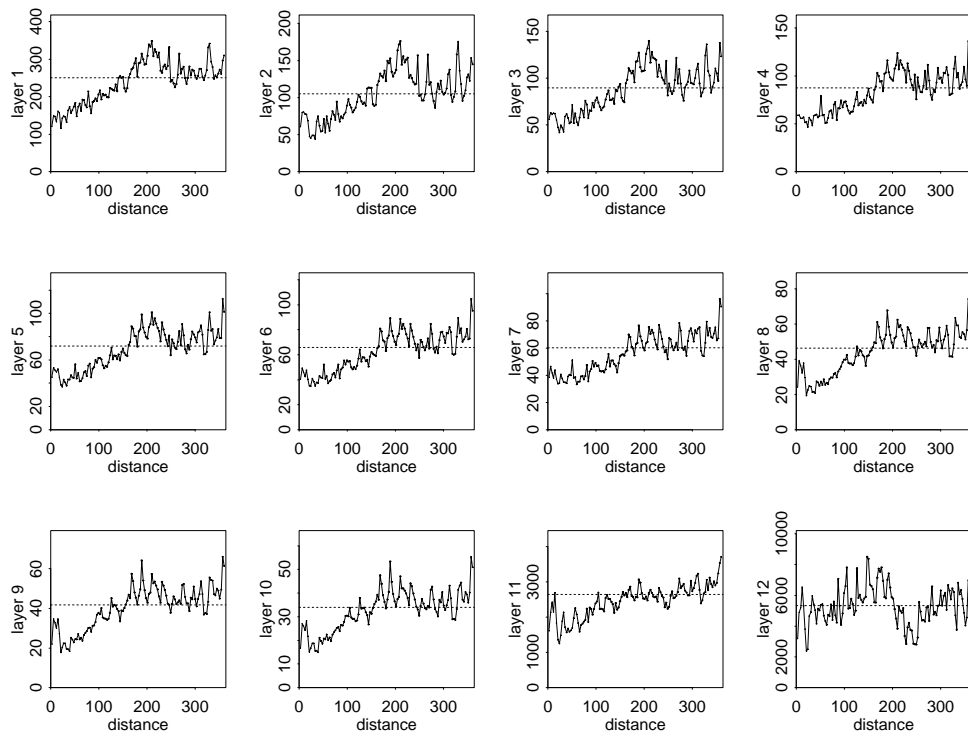 layer 1
0 100 200 300 400
0 100 200 300
distance
layer 2
0 50 100 150 200
0 100 200 300
distance
layer 3
0 50 100 150
0 100 200 300
distance
layer 4
0 50 100 150
0 100 200 300
distance
layer 5
0 20 40 60 80 100
0 100 200 300
distance
layer 6
0 20 40 60 80 100
0 100 200 300
distance
layer 7
0 20 40 60 80
0 100 200 300
distance
layer 8
0 20 40 60 80
0 100 200 300
distance
layer 9
0 20 40 60
0 100 200 300
distance
layer 10
0 10 30 50
0 100 200 300
distance
layer 11
0 1000 3000
0 100 200 300
distance
layer 12
0 2000 6000 10000
0 100 200 300
distance